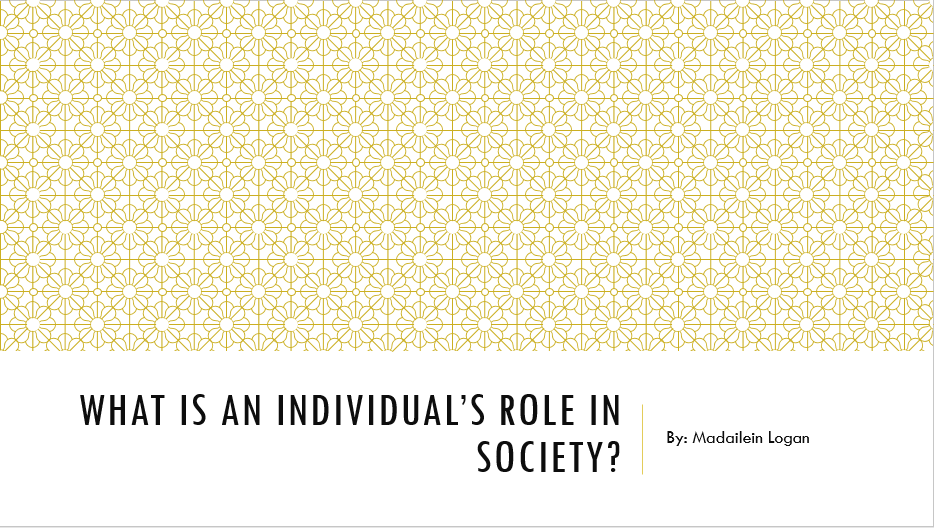 WHAT IS AN INDIVIDUAL’S ROLE IN
SOCIETY?
By: Madailein Logan